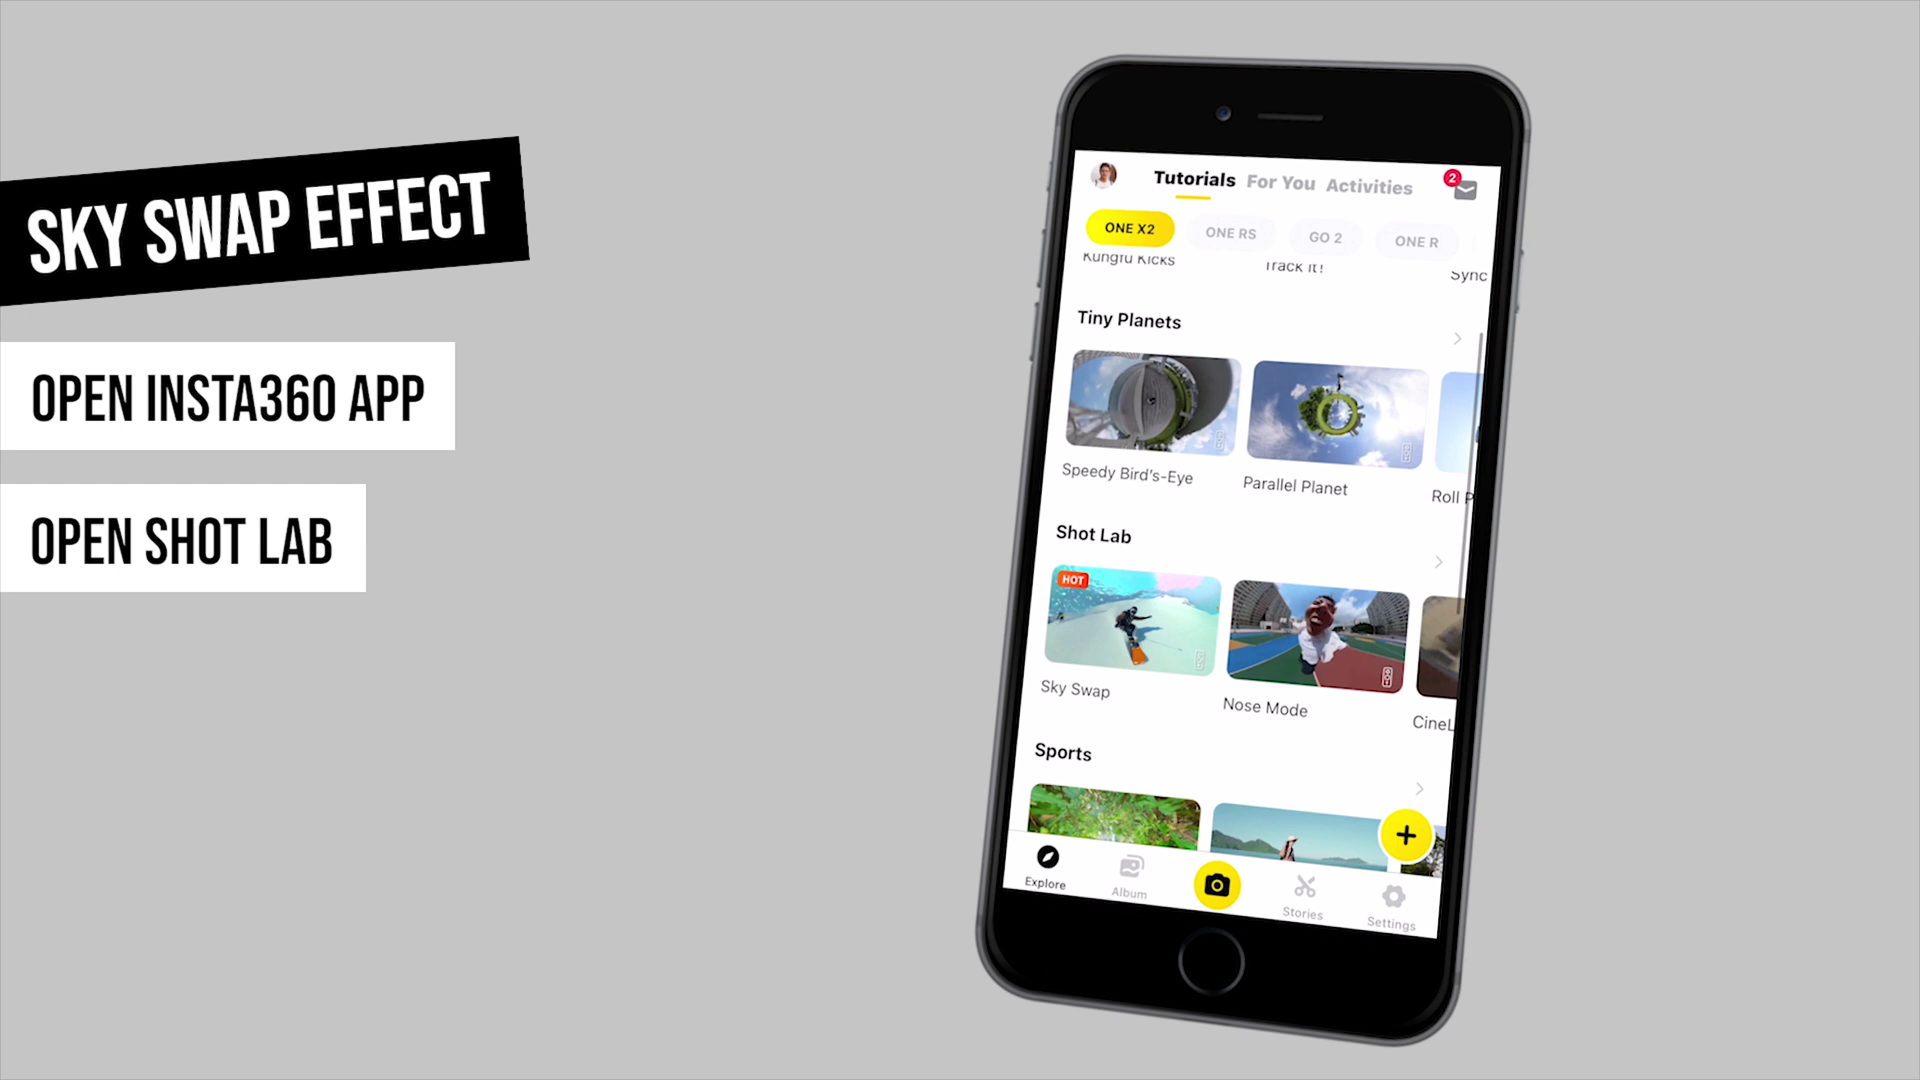 SKY SWAP EFFECT
OPEN INSTA360 APP
OPEN SHOT LAB
Tutorials For You Activities 2
ONE X2 ONE RS GO 2 ONE R
Kungfu Kicks Track It! Sync
Tiny Planets
Speedy Bird's-Eye Parallel Planet Roll P
Shot Lab
HOT
Sky Swap Nose Mode CineL
Sports
Explore Album Stories Settings